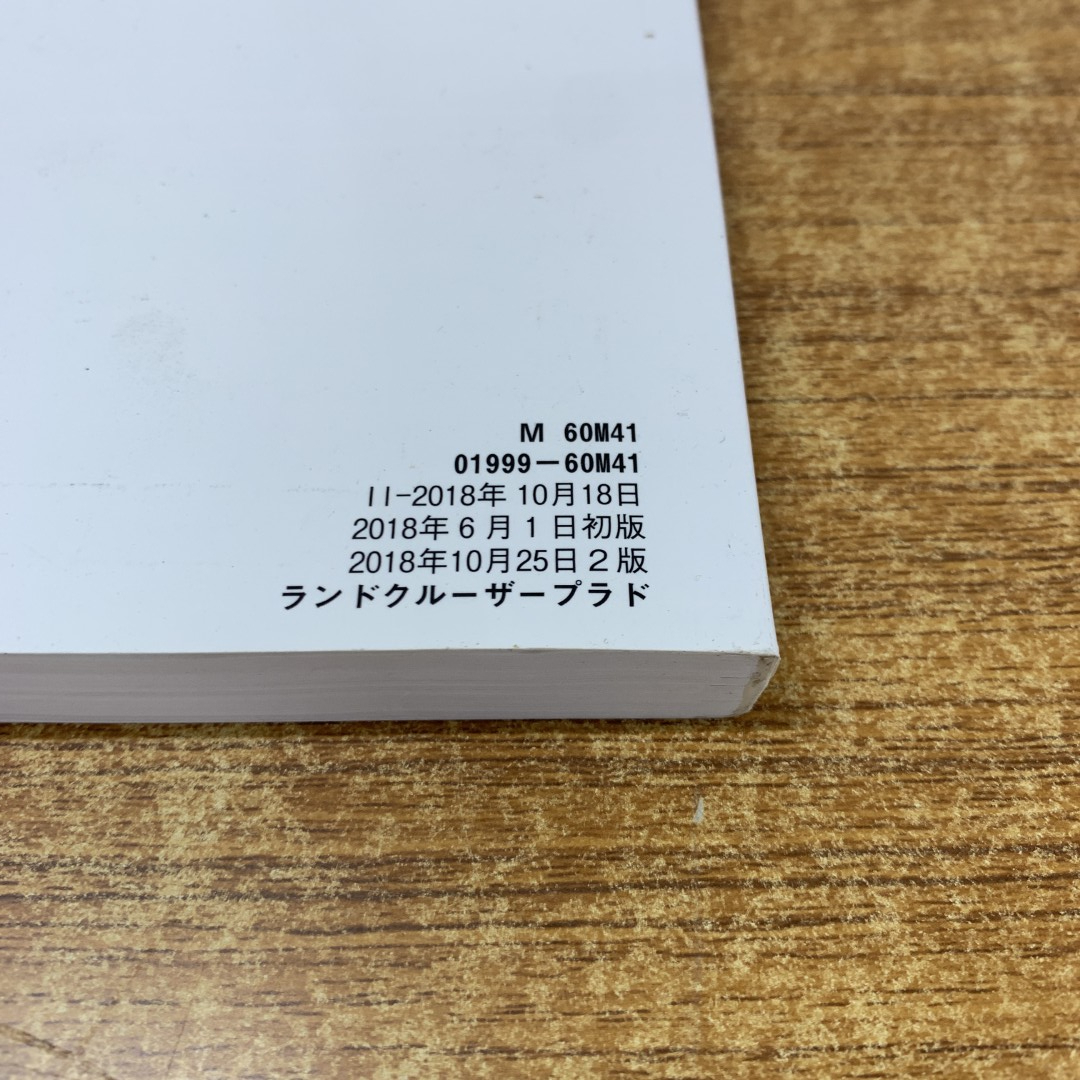 M 60M41
01999-60M41
II-2018年 10月18日
2018年 6 月 1 日初版
2018年10月25日 2 版
ランドクルーザープラド